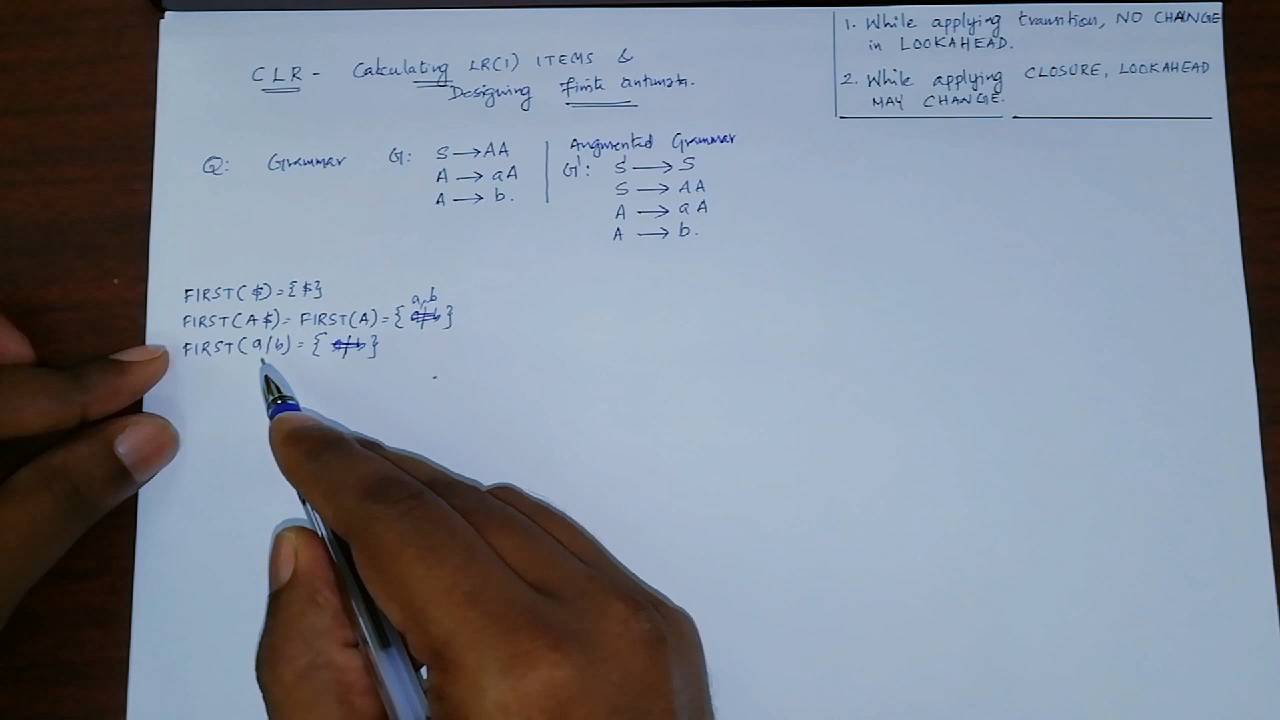 CLR - Calculating LR(1) ITEMS &
Designing finite automata.
1. While applying transition, NO CHANGE
in LOOKAHEAD.
2. While applying CLOSURE, LOOKAHEAD
MAY CHANGE.
Q: Grammar G: S → AA
A → aA
A → b.
Augmented Grammar
G': S' → S
S → AA
A → aA
A → b.
FIRST($) = {$}
a, b
FIRST(A$) = FIRST(A) = { a/b }
FIRST(a/b) = { a/b }